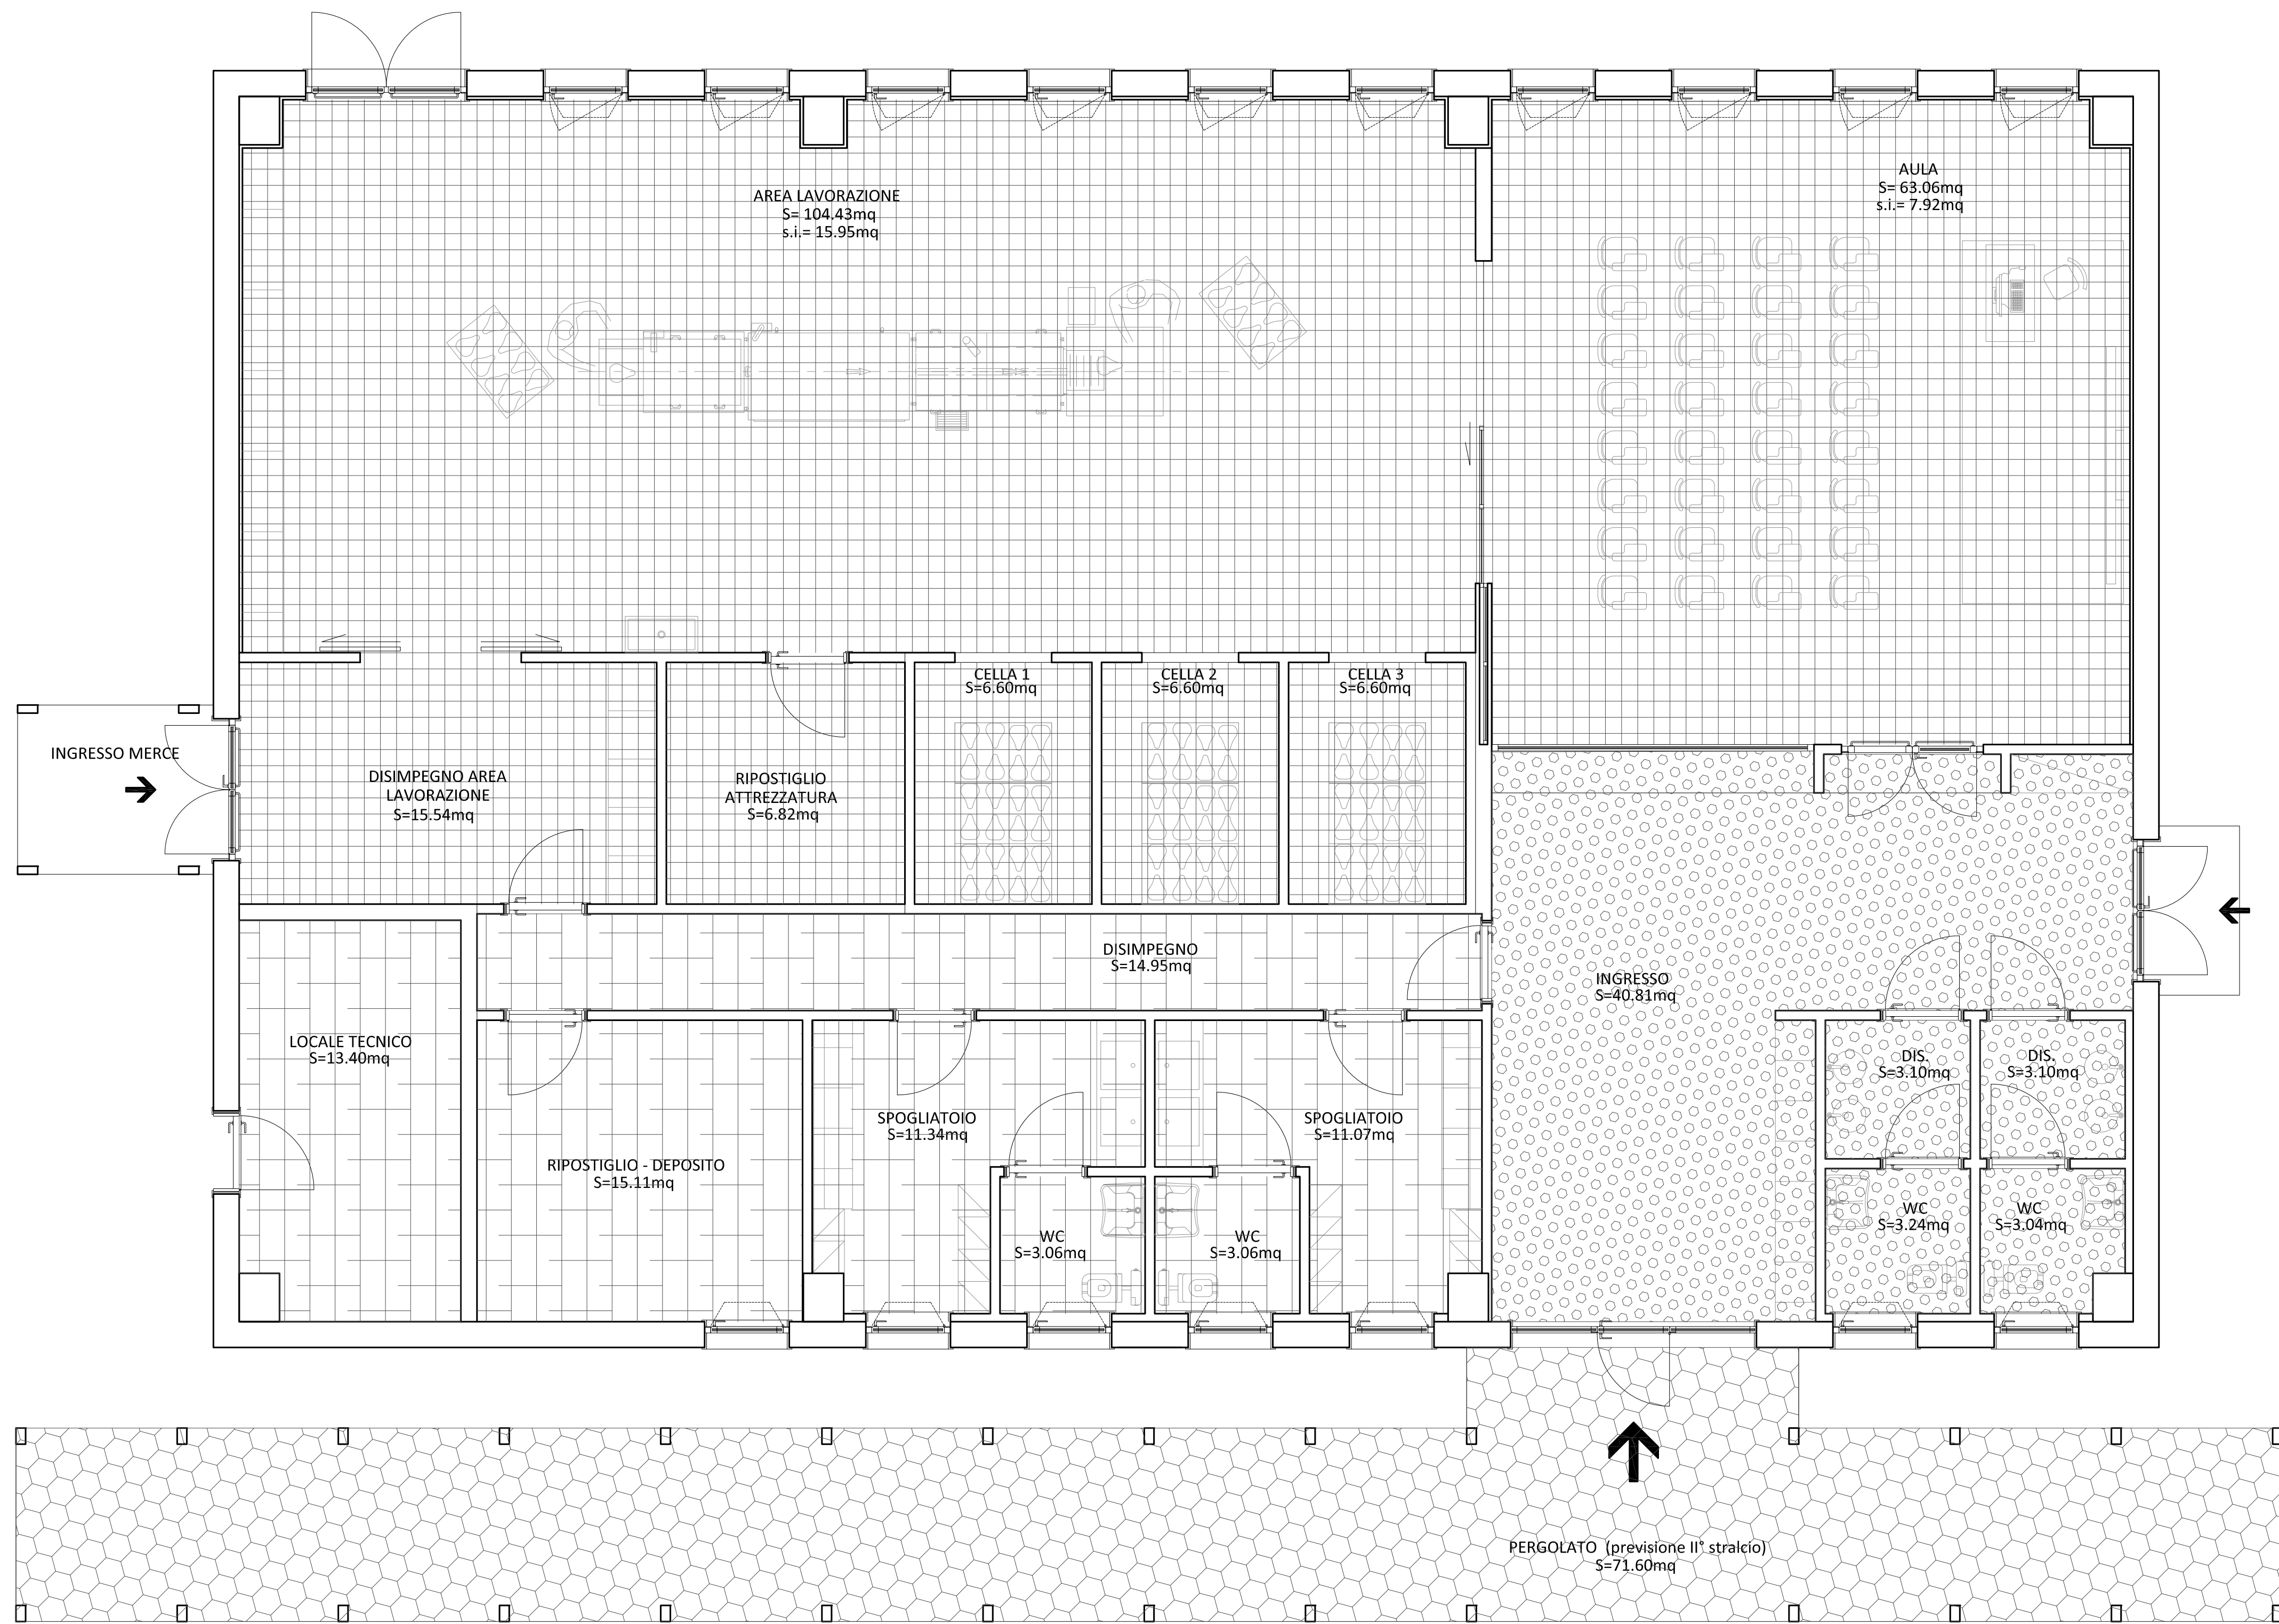 AREA LAVORAZIONE
S= 104.43mq
s.i.= 15.95mq
AULA
S= 63.06mq
s.i.= 7.92mq
CELLA 1
S=6.60mq
CELLA 2
S=6.60mq
CELLA 3
S=6.60mq
INGRESSO MERCE
DISIMPEGNO AREA
LAVORAZIONE
S=15.54mq
RIPOSTIGLIO
ATTREZZATURA
S=6.82mq
DISIMPEGNO
S=14.95mq
INGRESSO
S=40.81mq
LOCALE TECNICO
S=13.40mq
DIS.
S=3.10mq
DIS.
S=3.10mq
RIPOSTIGLIO - DEPOSITO
S=15.11mq
SPOGLIATOIO
S=11.34mq
SPOGLIATOIO
S=11.07mq
WC
S=3.06mq
WC
S=3.06mq
WC
S=3.24mq
WC
S=3.04mq
PERGOLATO (previsione II° stralcio)
S=71.60mq